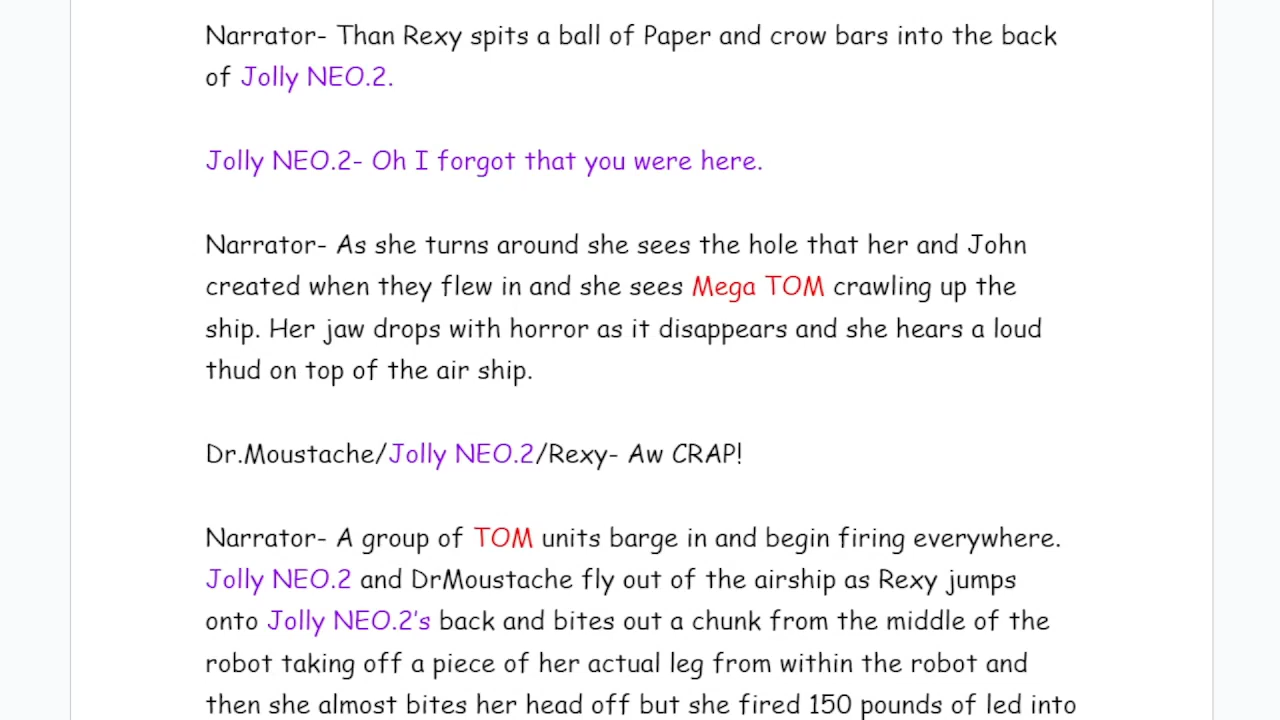 Narrator- Than Rexy spits a ball of Paper and crow bars into the back
of Jolly NEO.2.
Jolly NEO.2- Oh I forgot that you were here.
Narrator- As she turns around she sees the hole that her and John
created when they flew in and she sees Mega TOM crawling up the
ship. Her jaw drops with horror as it disappears and she hears a loud
thud on top of the air ship.
Dr.Moustache/Jolly NEO.2/Rexy- Aw CRAP!
Narrator- A group of TOM units barge in and begin firing everywhere.
Jolly NEO.2 and DrMoustache fly out of the airship as Rexy jumps
onto Jolly NEO.2's back and bites out a chunk from the middle of the
robot taking off a piece of her actual leg from within the robot and
then she almost bites her head off but she fired 150 pounds of led into